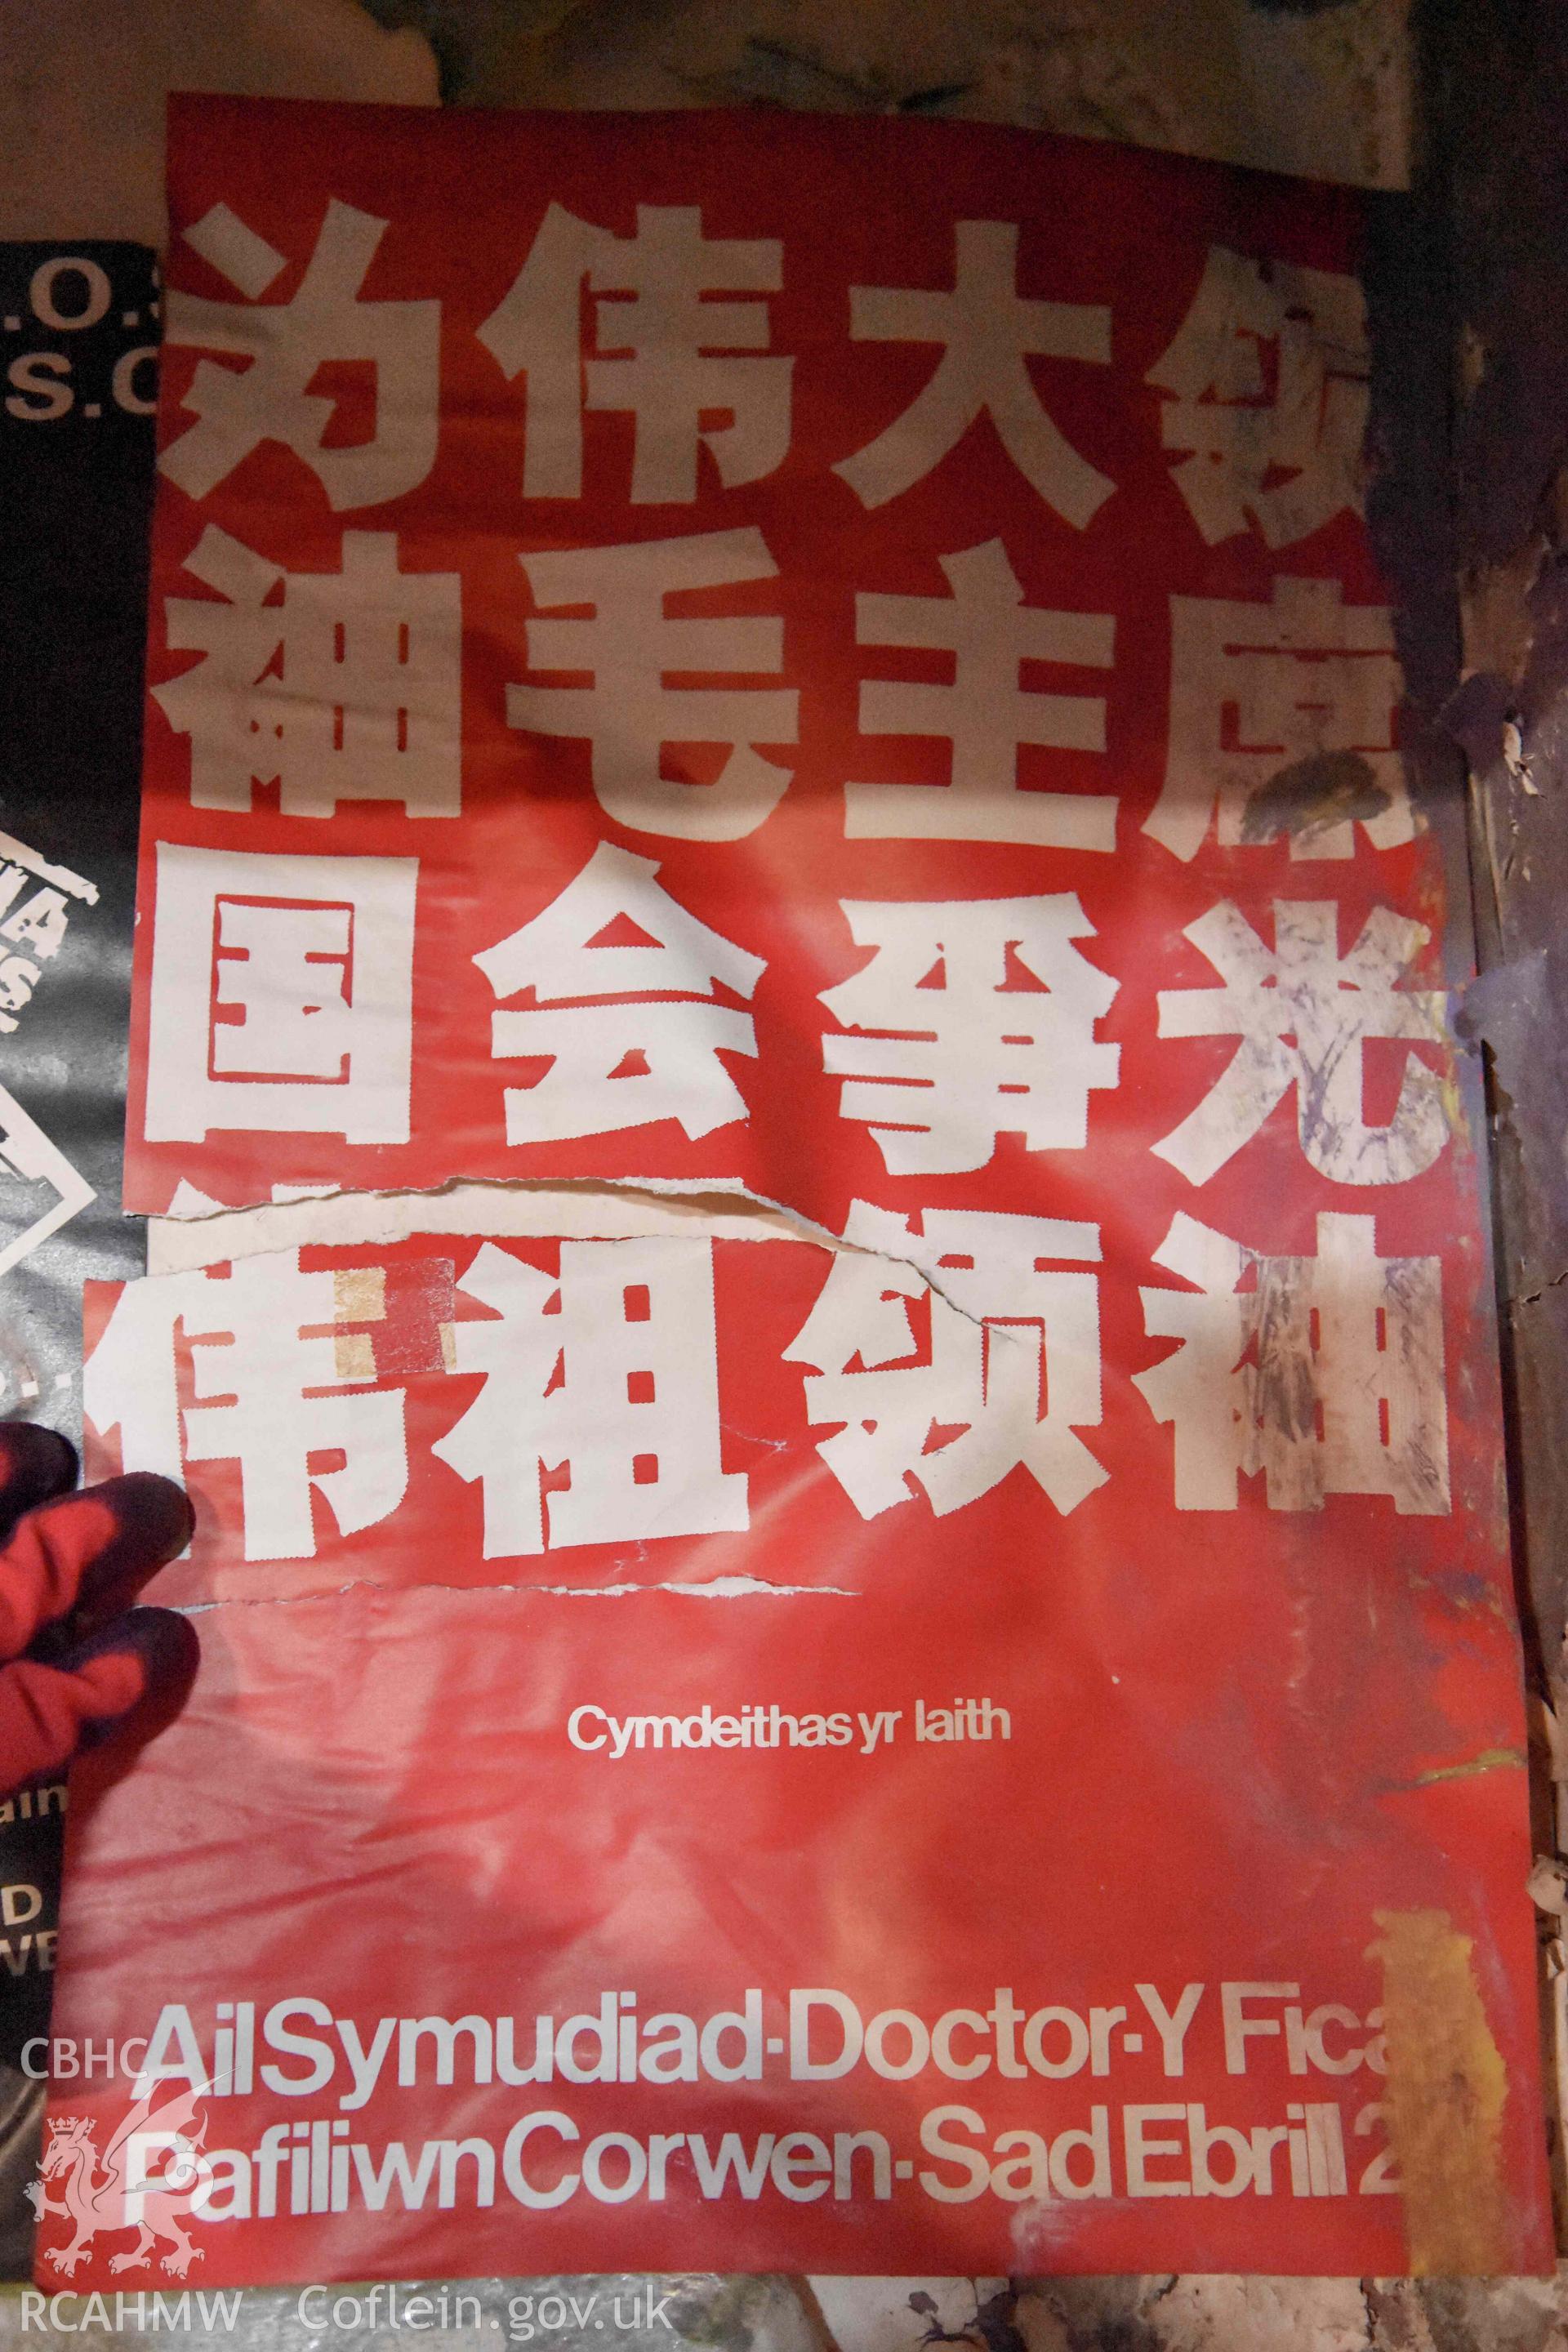 .O.
S.C
为伟大领
袖毛主席
国会爭光
伟祖领袖
Cymdeithas yr Iaith
Ail Symudiad·Doctor·Y Fica
Pafiliwn Corwen·Sad Ebrill 2
CBHC
RCAHMW Coflein.gov.uk